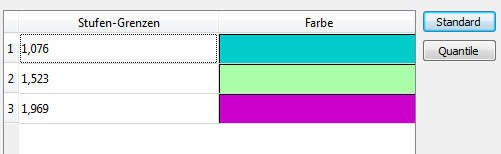 Stufen-Grenzen Farbe Standard
1 1,076
Quantile
2 1,523
3 1,969